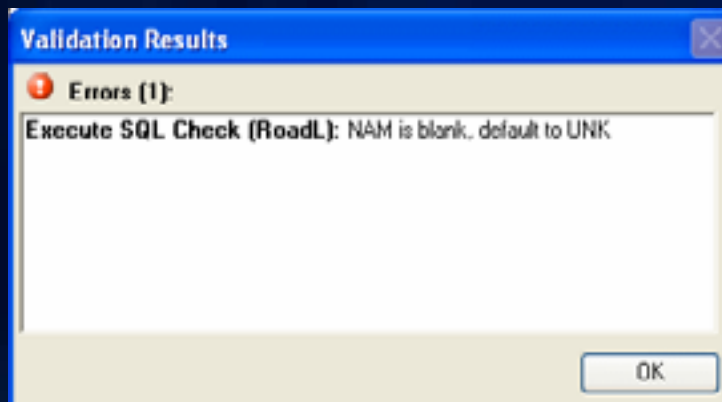 Validation Results
Errors (1):
Execute SQL Check (RoadL): NAM is blank, default to UNK
OK